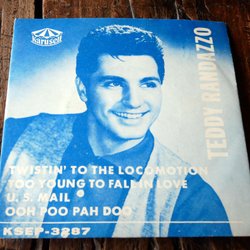 Karusell
TEDDY RANDAZZO
TWISTIN' TO THE LOCOMOTION
TOO YOUNG TO FALL IN LOVE
U. S. MAIL
OOH POO PAH DOO
KSEP-3287